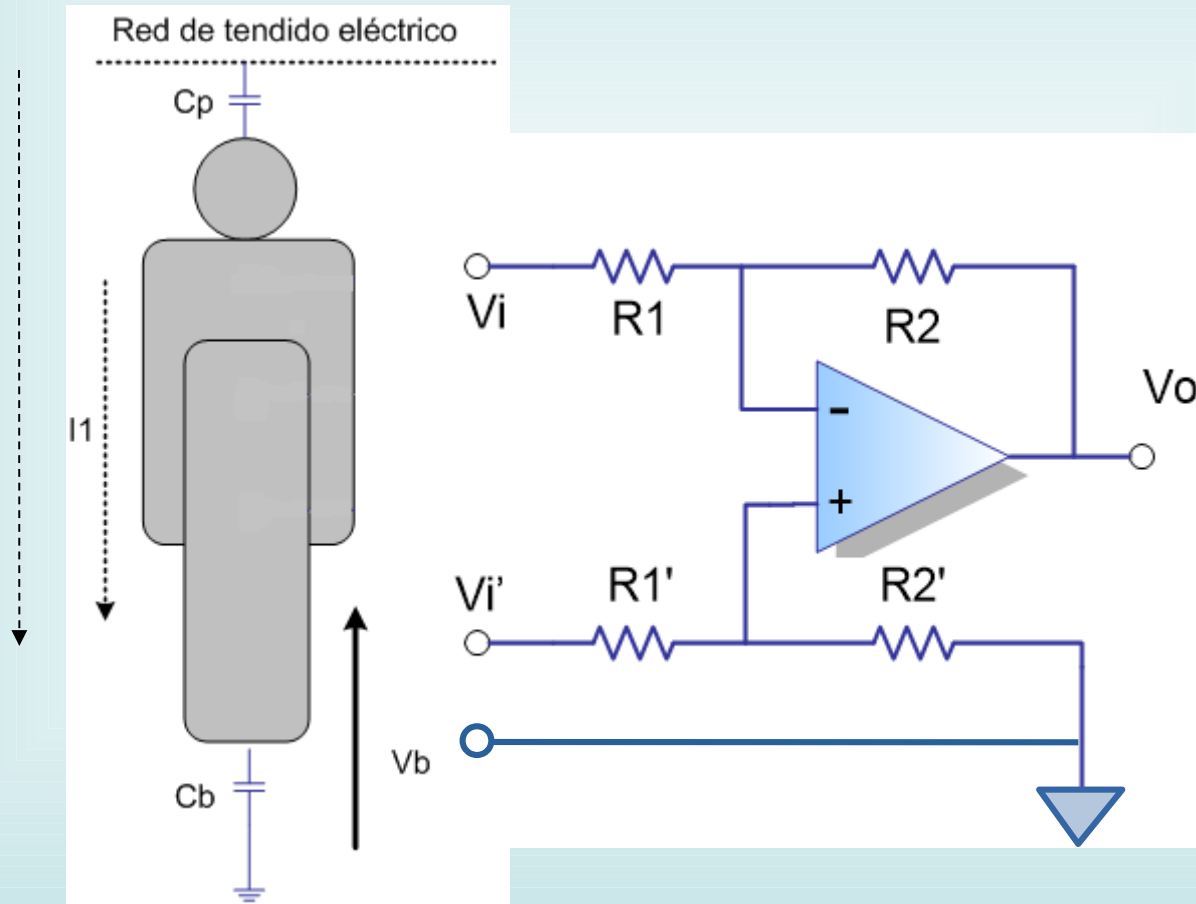 Red de tendido eléctrico
Cp
I1
Vb
Cb
Vi
R1
R2
-
+
Vo
Vi’
R1'
R2'